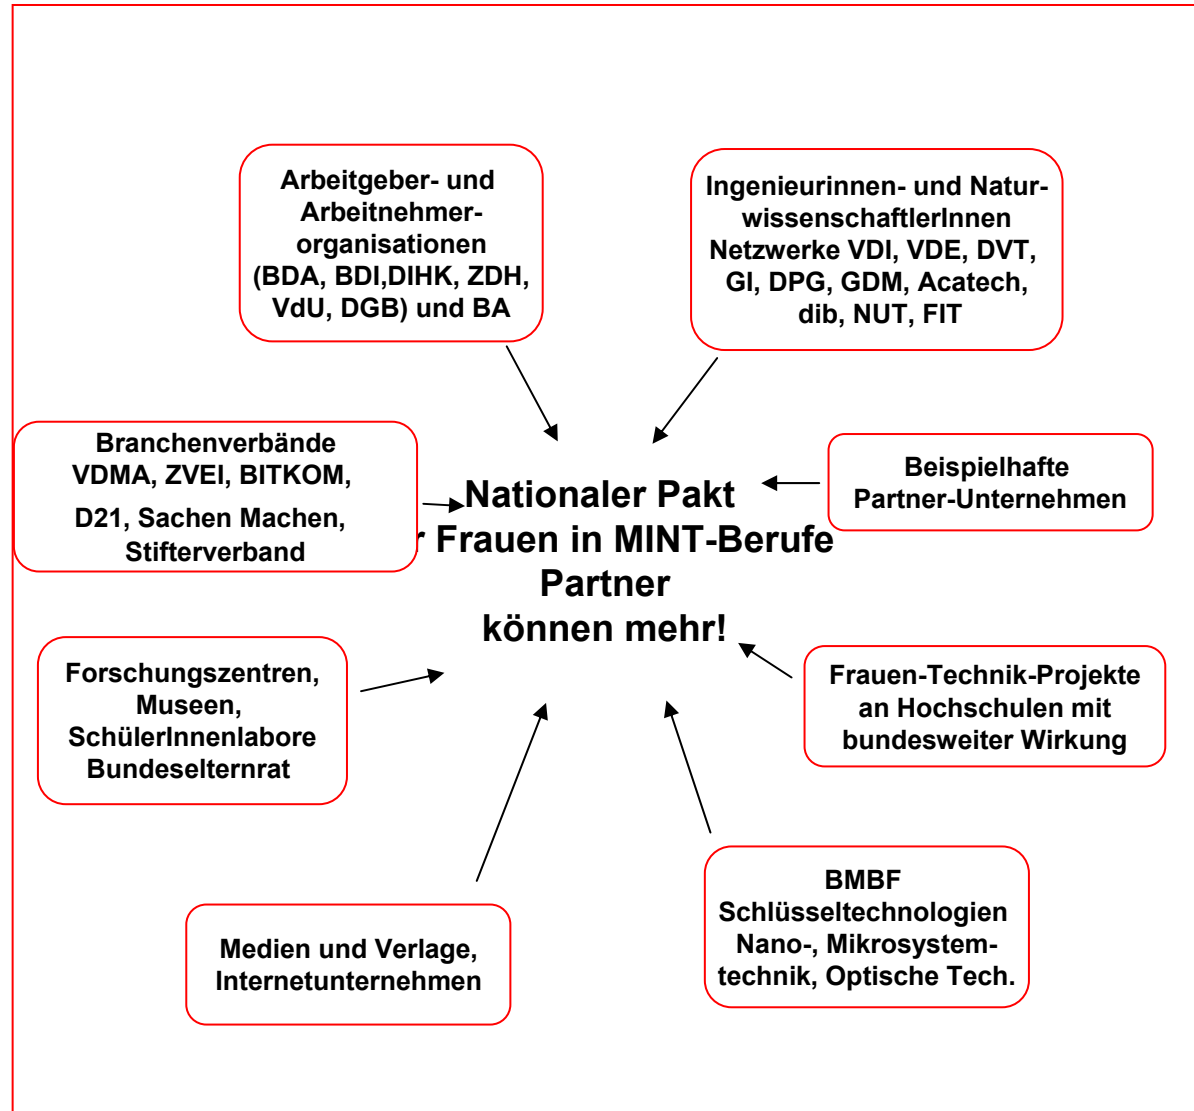 Arbeitgeber- und
Arbeitnehmer-
organisationen
(BDA, BDI,DIHK, ZDH,
VdU, DGB) und BA
Ingenieurinnen- und Natur-
wissenschaftlerInnen
Netzwerke VDI, VDE, DVT,
GI, DPG, GDM, Acatech,
dib, NUT, FIT
Branchenverbände
VDMA, ZVEI, BITKOM,
D21, Sachen Machen,
Stifterverband
Beispielhafte
Partner-Unternehmen
Nationaler Pakt
Frauen in MINT-Berufe
Partner
können mehr!
Forschungszentren,
Museen,
SchülerInnenlabore
Bundeselternrat
Frauen-Technik-Projekte
an Hochschulen mit
bundesweiter Wirkung
Medien und Verlage,
Internetunternehmen
BMBF
Schlüsseltechnologien
Nano-, Mikrosystem-
technik, Optische Tech.